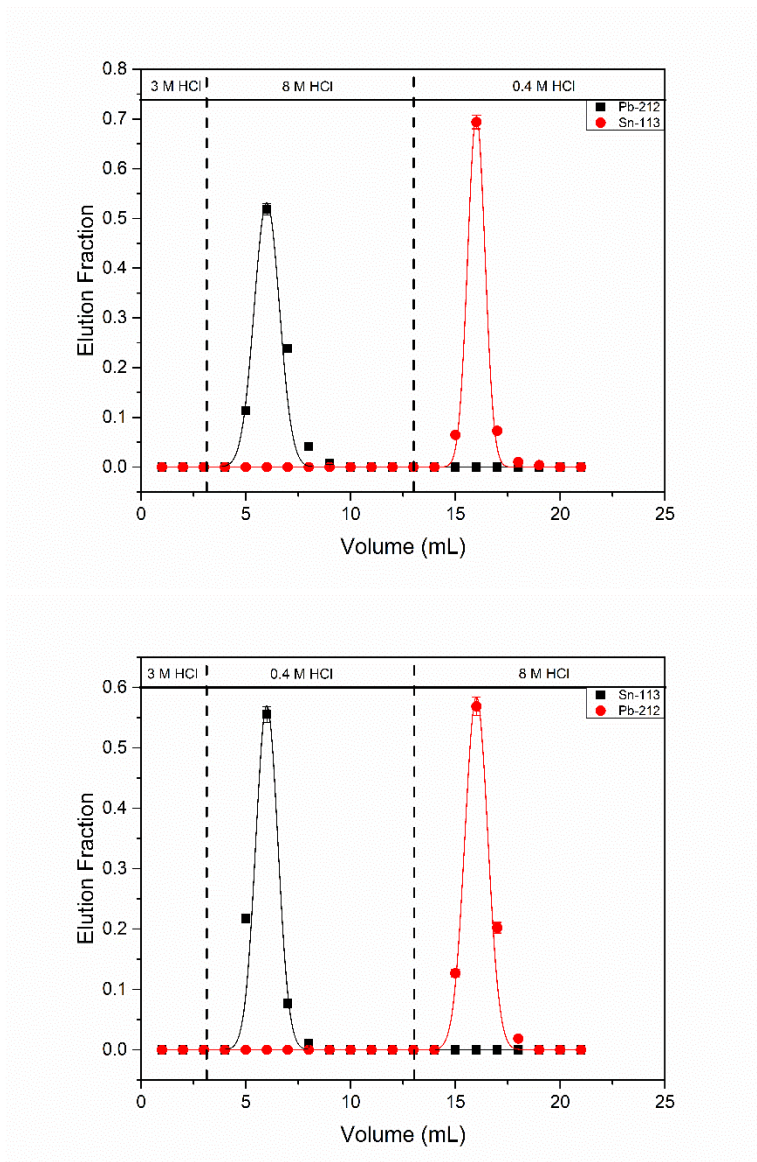 3 M HCl 8 M HCl 0.4 M HCl
Pb-212
Sn-113
0.8
0.7
0.6
0.5
0.4
0.3
0.2
0.1
0.0
Elution Fraction
0 5 10 15 20 25
Volume (mL)
3 M HCl 0.4 M HCl 8 M HCl
Sn-113
Pb-212
0.6
0.5
0.4
0.3
0.2
0.1
0.0
Elution Fraction
0 5 10 15 20 25
Volume (mL)